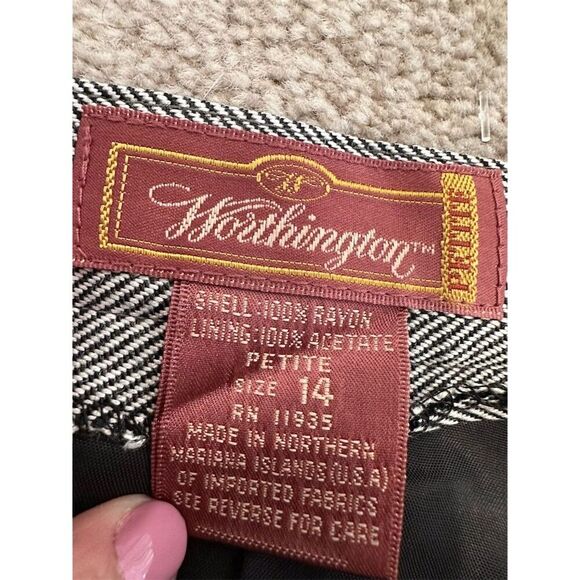 Worthington™
PETITE
SHELL:100% RAYON
LINING:100% ACETATE
PETITE
SIZE 14
RN 11935
MADE IN NORTHERN
MARIANA ISLANDS (U.S.A)
OF IMPORTED FABRICS
SEE REVERSE FOR CARE